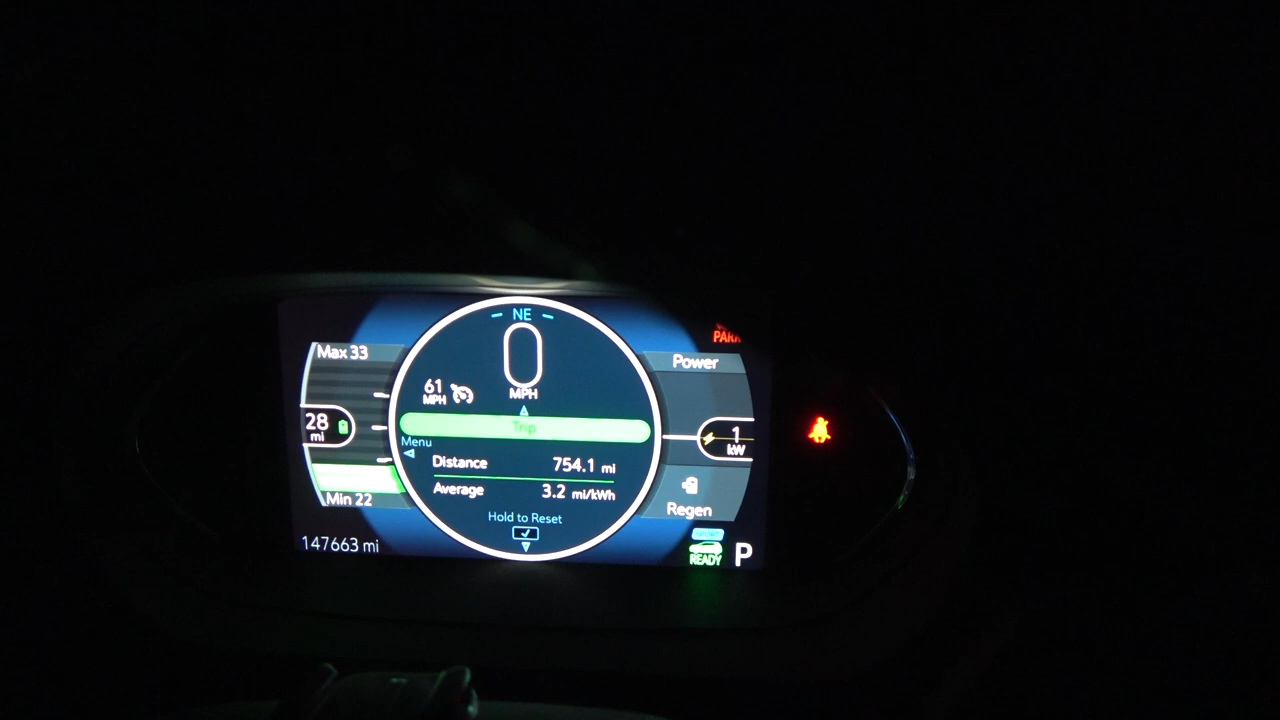 NE
0
MPH
61
MPH
Trip
Menu
Distance 754.1 mi
Average 3.2 mi/kWh
Hold to Reset
Max 33
28
mi
Min 22
147663 mi
PARK
Power
1
kW
Regen
SPORT
READY
P